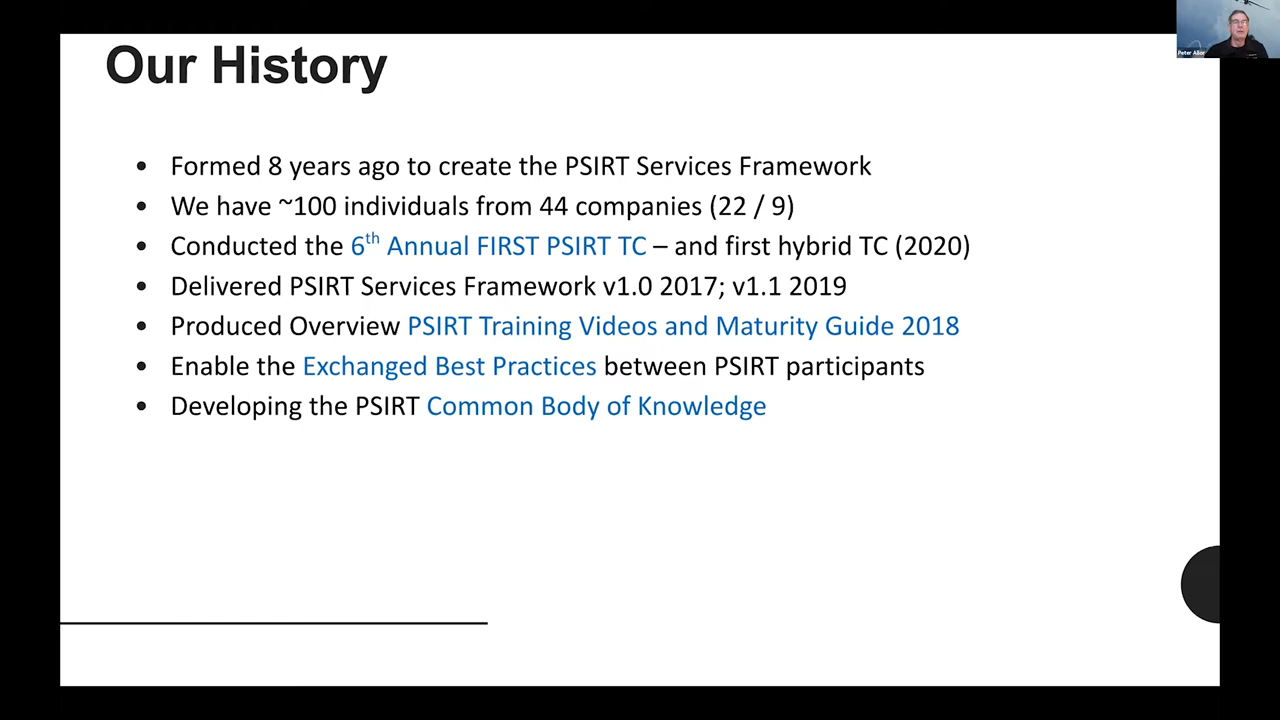 Our History
• Formed 8 years ago to create the PSIRT Services Framework
• We have ~100 individuals from 44 companies (22 / 9)
• Conducted the 6th Annual FIRST PSIRT TC – and first hybrid TC (2020)
• Delivered PSIRT Services Framework v1.0 2017; v1.1 2019
• Produced Overview PSIRT Training Videos and Maturity Guide 2018
• Enable the Exchanged Best Practices between PSIRT participants
• Developing the PSIRT Common Body of Knowledge
Peter Allor